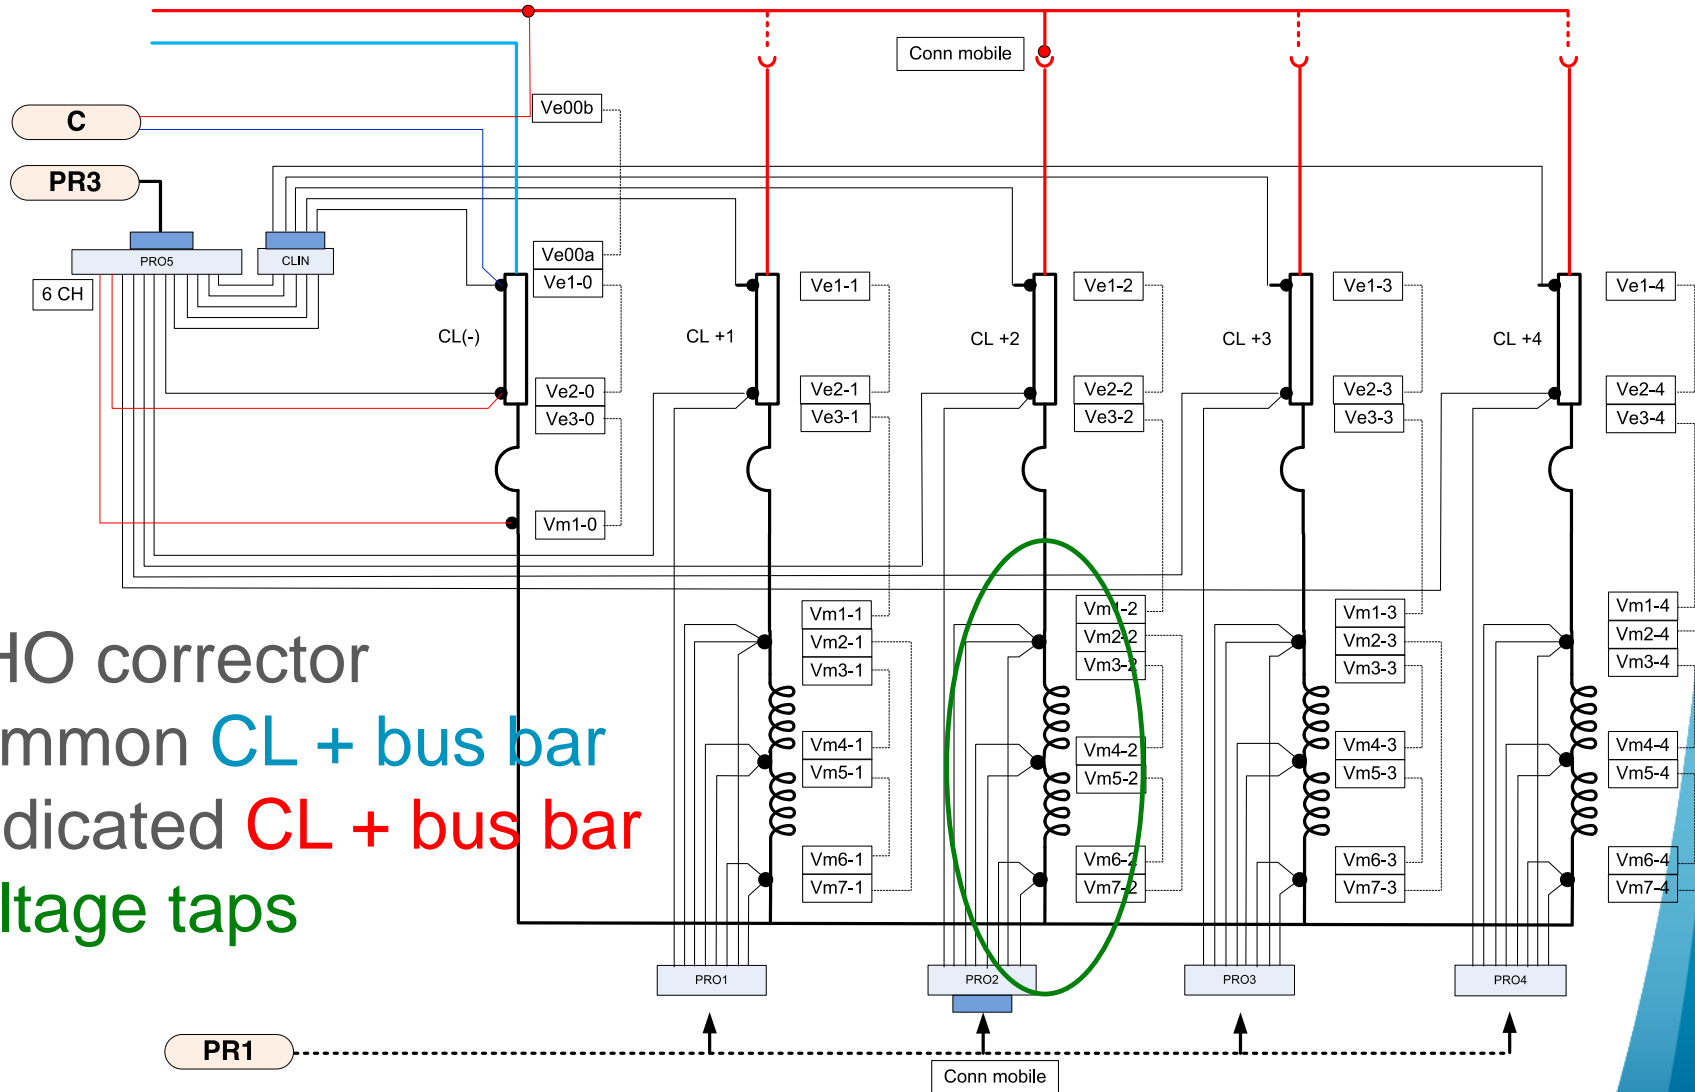 Conn mobile
Ve00b
C
PR3
PRO5
CLIN
6 CH
Ve00a
Ve1-0
Ve1-1
Ve1-2
Ve1-3
Ve1-4
CL(-)
CL +1
CL +2
CL +3
CL +4
Ve2-0
Ve2-1
Ve2-2
Ve2-3
Ve2-4
Ve3-0
Ve3-1
Ve3-2
Ve3-3
Ve3-4
Vm1-0
Vm1-1
Vm1-2
Vm1-3
Vm1-4
Vm2-1
Vm2-2
Vm2-3
Vm2-4
Vm3-1
Vm3-2
Vm3-3
Vm3-4
HO corrector
mmon CL + bus bar
dicated CL + bus bar
ltage taps
Vm4-1
Vm4-2
Vm4-3
Vm4-4
Vm5-1
Vm5-2
Vm5-3
Vm5-4
Vm6-1
Vm6-2
Vm6-3
Vm6-4
Vm7-1
Vm7-2
Vm7-3
Vm7-4
PRO1
PRO2
PRO3
PRO4
PR1
Conn mobile